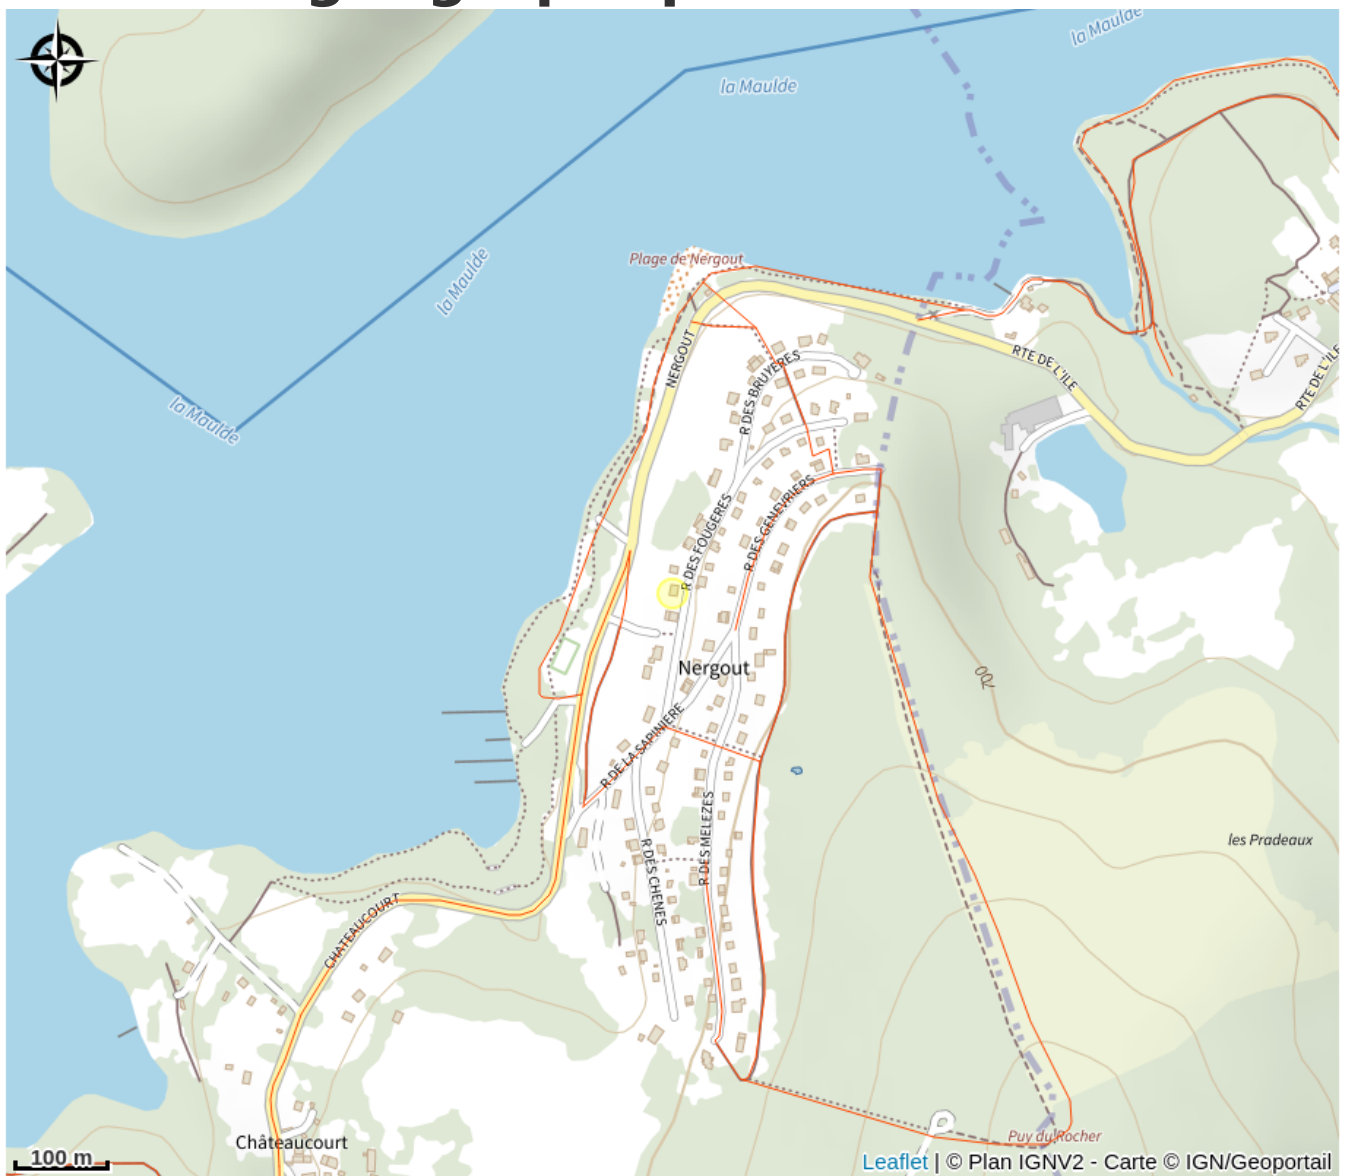 la Maulde
la Maulde
Plage de Nergout
la Maulde
NERGOUT
RTE DE L'ILE
RTE DE L'ILE
R DES BRUYERES
la Maulde
R DES FOUGERES
R DES GENEVRIERS
Nergout
700
R DE LA SAPINIERE
R DES MELEZES
R DES CHENES
les Pradeaux
CHATEAUCOURT
Châteaucourt
Puy du Rocher
100 m
Leaflet | © Plan IGNV2 - Carte © IGN/Geoportail